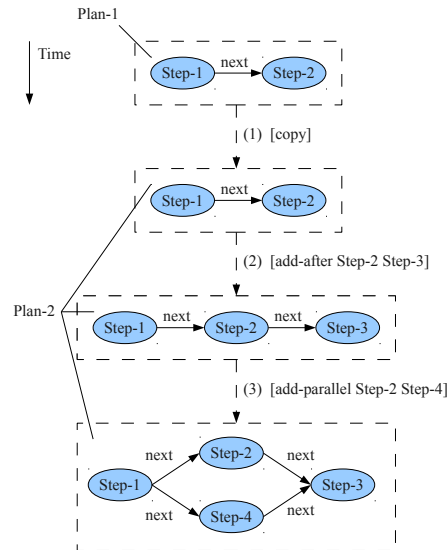 Plan-1
Time
Step-1 next Step-2
(1) [copy]
Step-1 next Step-2
(2) [add-after Step-2 Step-3]
Plan-2
Step-1 next Step-2 next Step-3
(3) [add-parallel Step-2 Step-4]
next Step-2 next
Step-1 Step-3
next Step-4 next